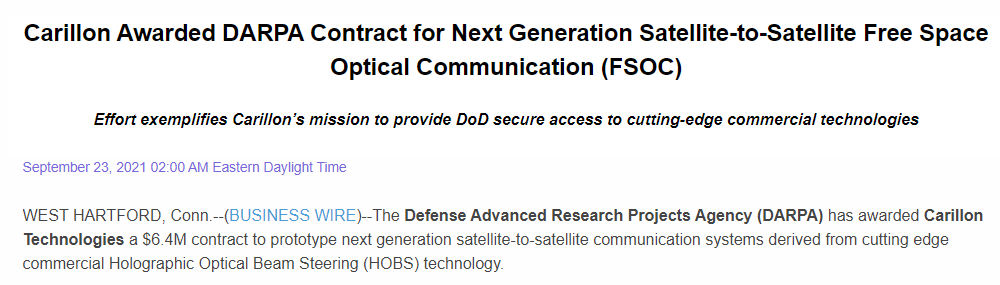 Carillon Awarded DARPA Contract for Next Generation Satellite-to-Satellite Free Space
Optical Communication (FSOC)
Effort exemplifies Carillon's mission to provide DoD secure access to cutting-edge commercial technologies
September 23, 2021 02:00 AM Eastern Daylight Time
WEST HARTFORD, Conn.--(BUSINESS WIRE)--The Defense Advanced Research Projects Agency (DARPA) has awarded Carillon
Technologies a $6.4M contract to prototype next generation satellite-to-satellite communication systems derived from cutting edge
commercial Holographic Optical Beam Steering (HOBS) technology.